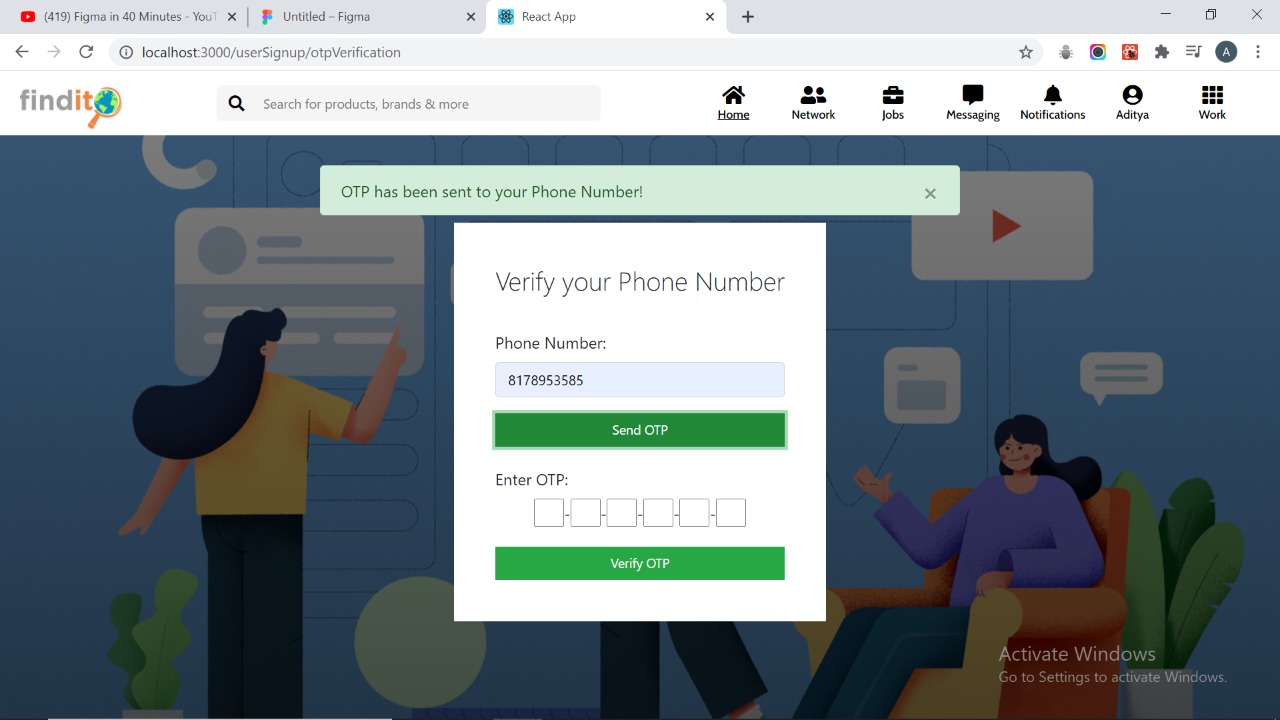 (419) Figma in 40 Minutes - YouT
Untitled – Figma
React App
localhost:3000/userSignup/otpVerification
A
findit
Search for products, brands & more
Home
Network
Jobs
Messaging
Notifications
Aditya
Work
OTP has been sent to your Phone Number!
Verify your Phone Number
Phone Number:
8178953585
Send OTP
Enter OTP:
- - - - -
Verify OTP
Activate Windows
Go to Settings to activate Windows.